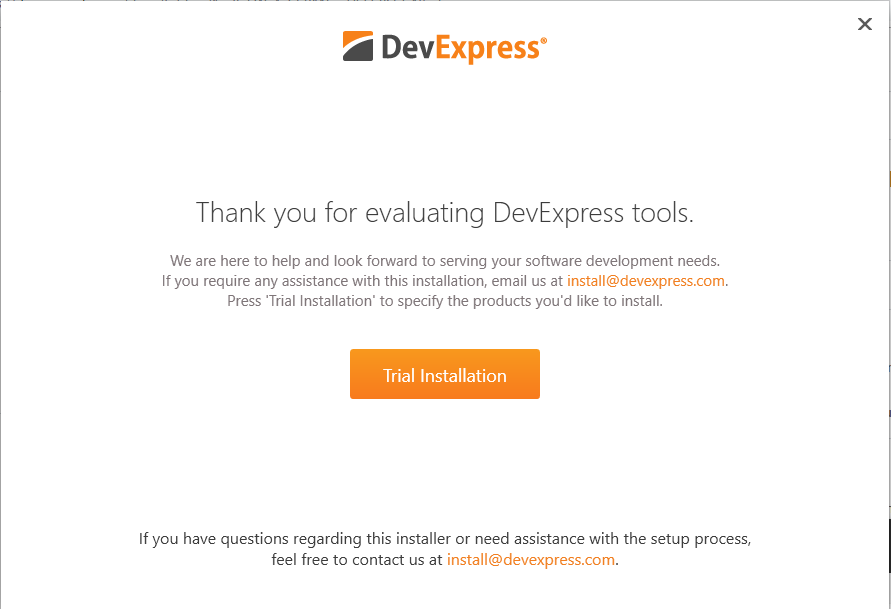 DevExpress®
Thank you for evaluating DevExpress tools.
We are here to help and look forward to serving your software development needs.
If you require any assistance with this installation, email us at install@devexpress.com.
Press 'Trial Installation' to specify the products you'd like to install.
Trial Installation
If you have questions regarding this installer or need assistance with the setup process,
feel free to contact us at install@devexpress.com.